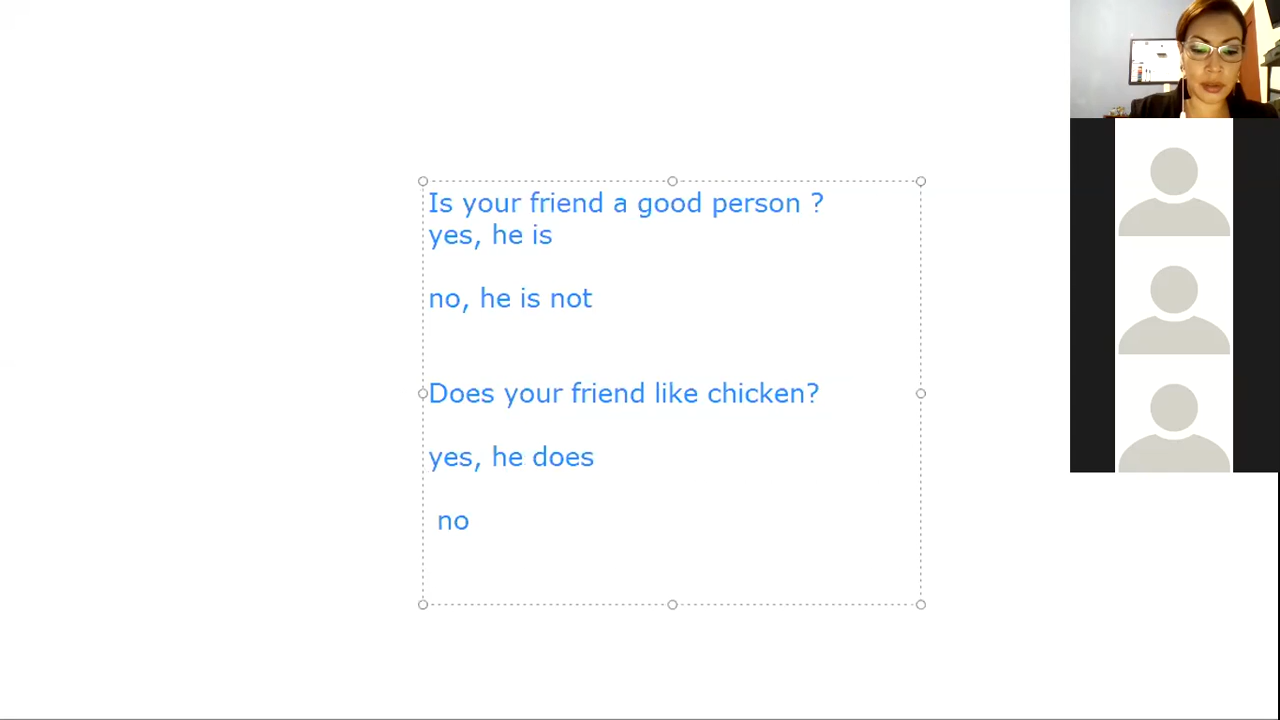 Is your friend a good person ?
yes, he is
no, he is not
Does your friend like chicken?
yes, he does
no